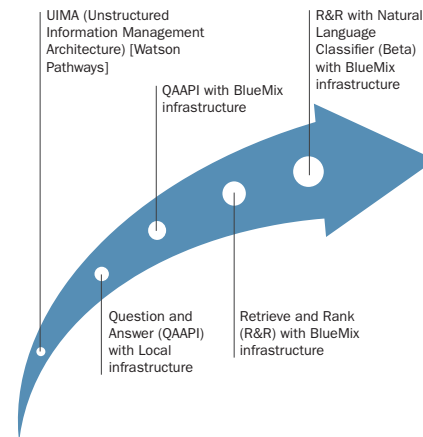 UIMA (Unstructured
Information Management
Architecture) [Watson
Pathways]
QAAPI with BlueMix
infrastructure
R&R with Natural
Language
Classifier (Beta)
with BlueMix
infrastructure
Question and
Answer (QAAPI)
with Local
infrastructure
Retrieve and Rank
(R&R) with BlueMix
infrastructure